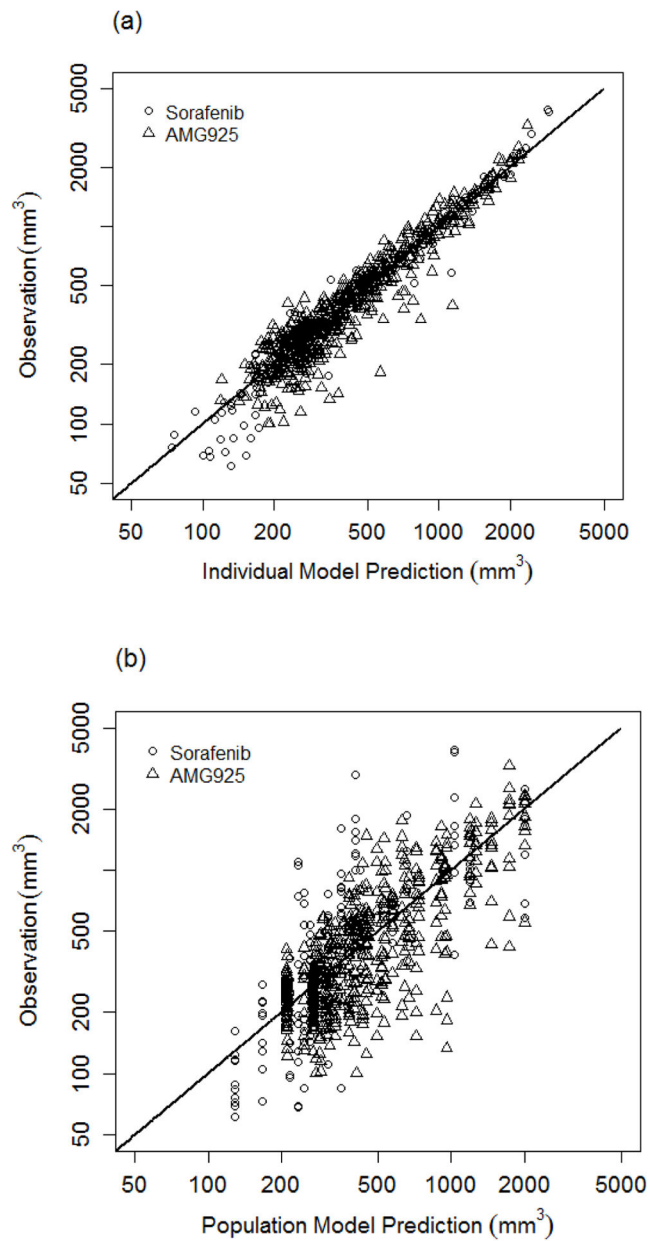 (a)
5000
2000
500
200
100
50
Observation (mm³)
Sorafenib
AMG925
50 100 200 500 1000 2000 5000
Individual Model Prediction (mm³)
(b)
5000
2000
500
200
100
50
Observation (mm³)
Sorafenib
AMG925
50 100 200 500 1000 2000 5000
Population Model Prediction (mm³)